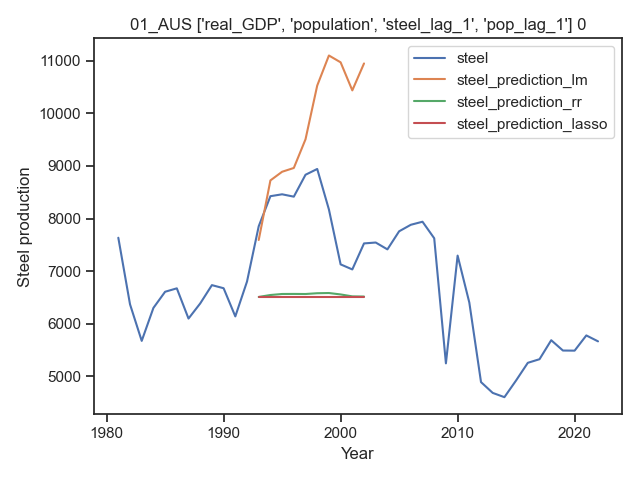 01_AUS ['real_GDP', 'population', 'steel_lag_1', 'pop_lag_1'] 0
steel
steel_prediction_lm
steel_prediction_rr
steel_prediction_lasso
Steel production
11000
10000
9000
8000
7000
6000
5000
1980
1990
2000
2010
2020
Year